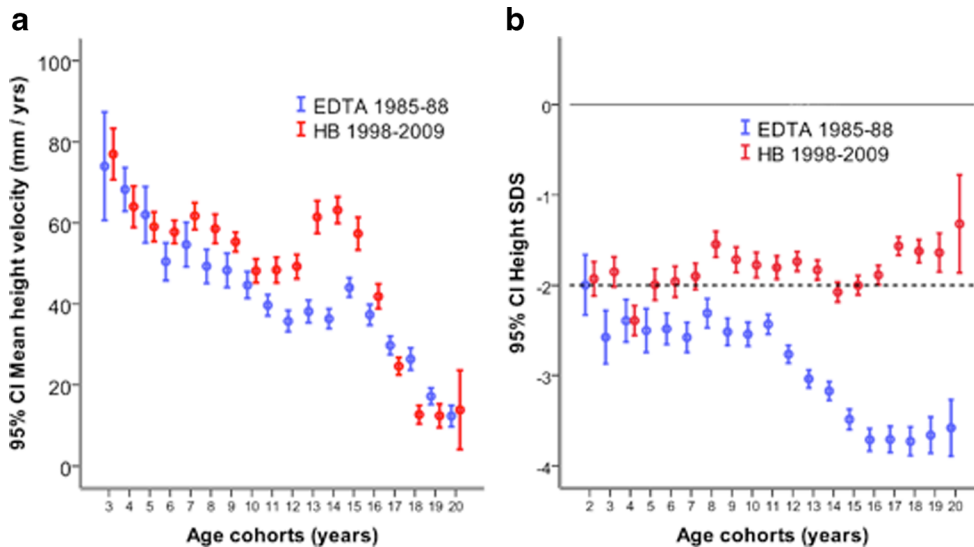 a
95% CI Mean height velocity (mm / yrs)
100
80
60
40
20
0
EDTA 1985-88
HB 1998-2009
3 4 5 6 7 8 9 10 11 12 13 14 15 16 17 18 19 20
Age cohorts (years)
b
95% CI Height SDS
0
-1
-2
-3
-4
EDTA 1985-88
HB 1998-2009
2 3 4 5 6 7 8 9 10 11 12 13 14 15 16 17 18 19 20
Age cohorts (years)